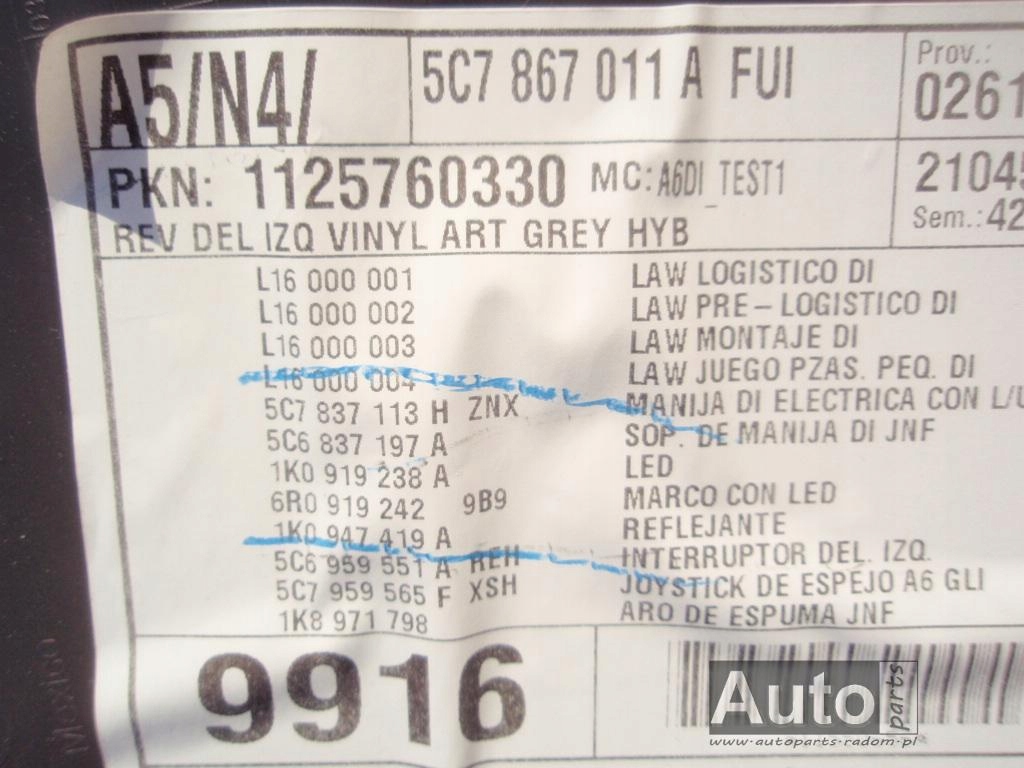 A5/N4/ 5C7 867 011 A FUI Prov.:
0261
PKN: 1125760330 MC:A6DI_TEST1 21045
REV DEL IZQ VINYL ART GREY HYB Sem.:42
L16 000 001 LAW LOGISTICO DI
L16 000 002 LAW PRE-LOGISTICO DI
L16 000 003 LAW MONTAJE DI
L16 000 004 LAW JUEGO PZAS. PEQ. DI
5C7 837 113 H ZNX MANIJA DI ELECTRICA CON L/U
5C6 837 197 A SOP. DE MANIJA DI JNF
1K0 919 238 A LED
6R0 919 242 9B9 MARCO CON LED
1K0 947 419 A REFLEJANTE
5C6 959 551 A REH INTERRUPTOR DEL. IZQ.
5C7 959 565 F XSH JOYSTICK DE ESPEJO A6 GLI
1K8 971 798 ARO DE ESPUMA JNF
9916
Auto parts
www-autoparts-radom-pl